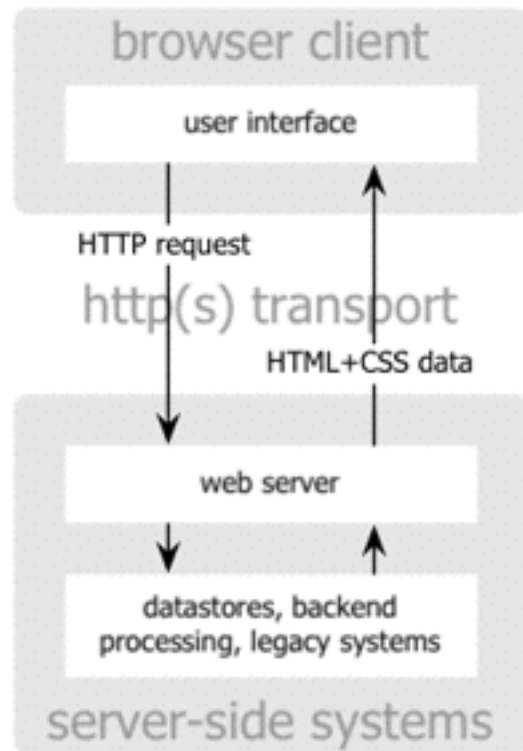 browser client
user interface
HTTP request
http(s) transport
HTML+CSS data
web server
datastores, backend
processing, legacy systems
server-side systems